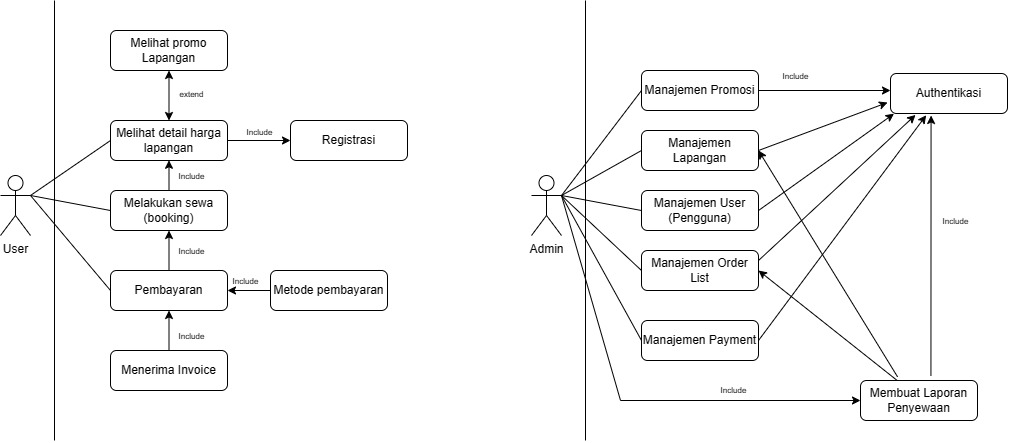 Melihat promo
Lapangan
extend
Melihat detail harga
lapangan
Include
Registrasi
Include
Melakukan sewa
(booking)
User
Include
Pembayaran
Include
Metode pembayaran
Include
Menerima Invoice
Manajemen Promosi
Include
Authentikasi
Manajemen
Lapangan
Manajemen User
(Pengguna)
Admin
Include
Manajemen Order
List
Manajemen Payment
Include
Membuat Laporan
Penyewaan